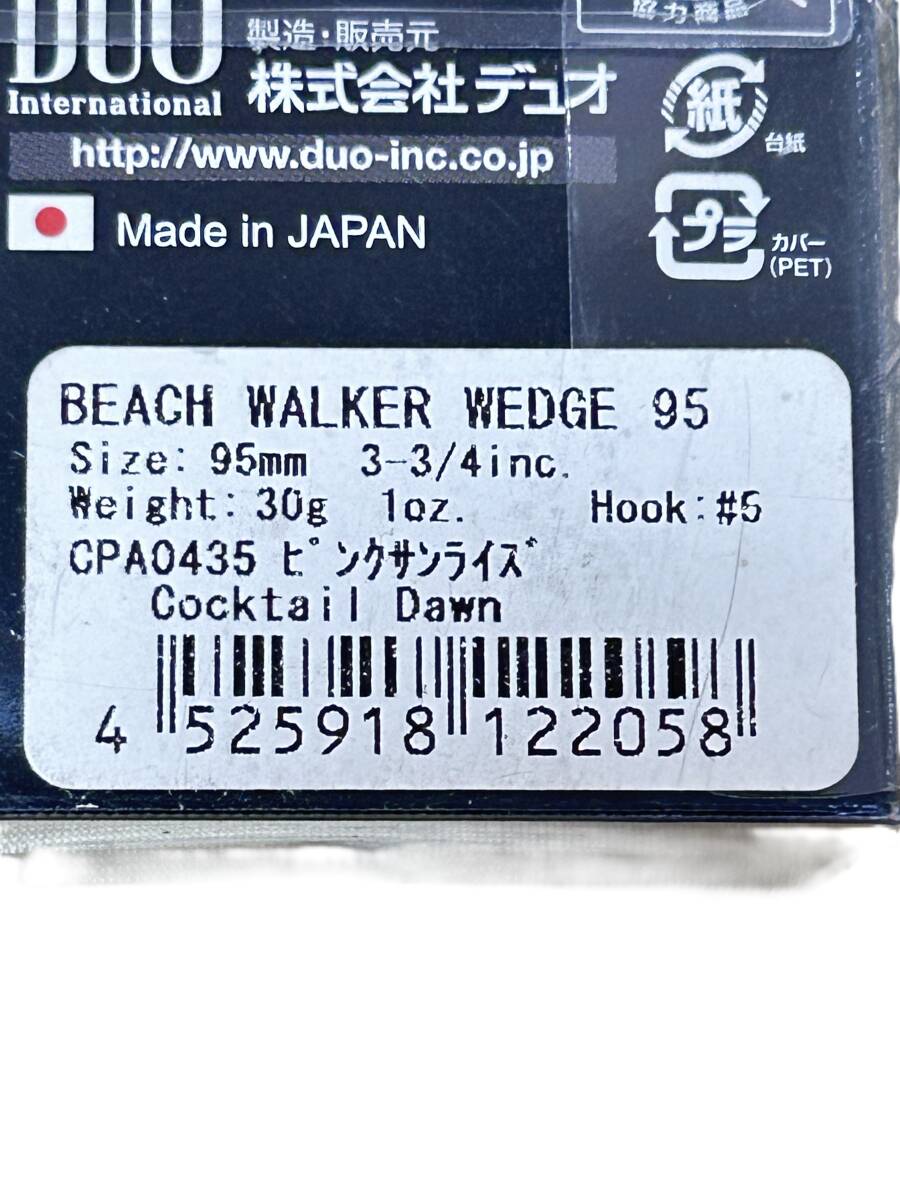 DUO
International
製造・販売元
株式会社デュオ
http://www.duo-inc.co.jp
Made in JAPAN
紙
台紙
プラ
カバー
(PET)
BEACH WALKER WEDGE 95
Size: 95mm 3-3/4inc.
Weight: 30g 1oz. Hook:#5
CPA0435 ﾋﾟﾝｸｻﾝﾗｲｽﾞ
Cocktail Dawn
4 525918 122058